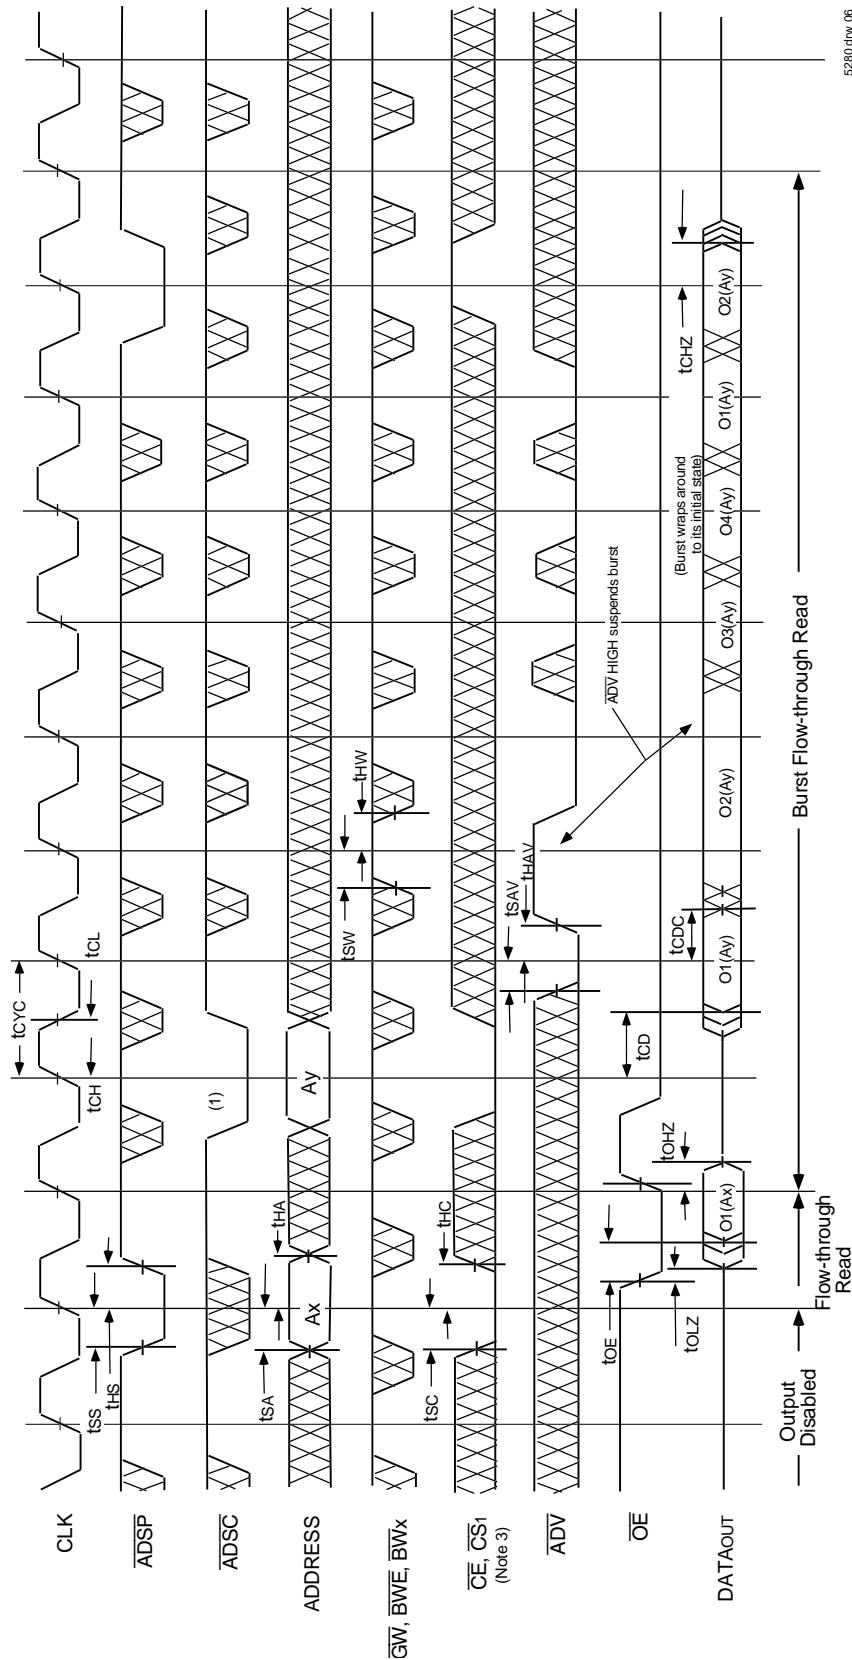 CLK
ADSP
ADSC
ADDRESS
GW, BWE, BWx
CE, CS1
(Note 3)
ADV
OE
DATAOUT
tCYC
tCH
tCL
tSS
tHS
(1)
tSA
tHA
Ax
Ay
tSW
tHW
tSC
tHC
tSAV
tHAV
ADV HIGH suspends burst
tOE
tOHZ
tCD
tOLZ
O1(Ax)
O1(Ay)
tCDC
O2(Ay)
O3(Ay)
O4(Ay)
O1(Ay)
O2(Ay)
(Burst wraps around
to its initial state)
tCHZ
Output
Disabled
Flow-through
Read
Burst Flow-through Read
5280 drw 06